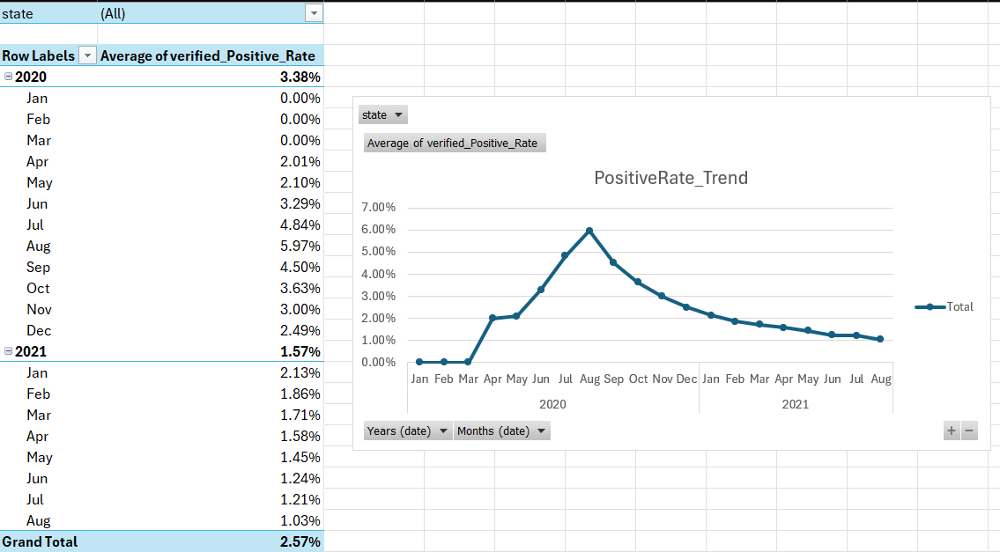 state (All)
Row Labels Average of verified_Positive_Rate
2020 3.38%
Jan 0.00%
Feb 0.00%
Mar 0.00%
Apr 2.01%
May 2.10%
Jun 3.29%
Jul 4.84%
Aug 5.97%
Sep 4.50%
Oct 3.63%
Nov 3.00%
Dec 2.49%
2021 1.57%
Jan 2.13%
Feb 1.86%
Mar 1.71%
Apr 1.58%
May 1.45%
Jun 1.24%
Jul 1.21%
Aug 1.03%
Grand Total 2.57%
state
Average of verified_Positive_Rate
PositiveRate_Trend
7.00%
6.00%
5.00%
4.00%
3.00%
2.00%
1.00%
0.00%
Total
Jan Feb Mar Apr May Jun Jul Aug Sep Oct Nov Dec Jan Feb Mar Apr May Jun Jul Aug
2020 2021
Years (date) Months (date) + −